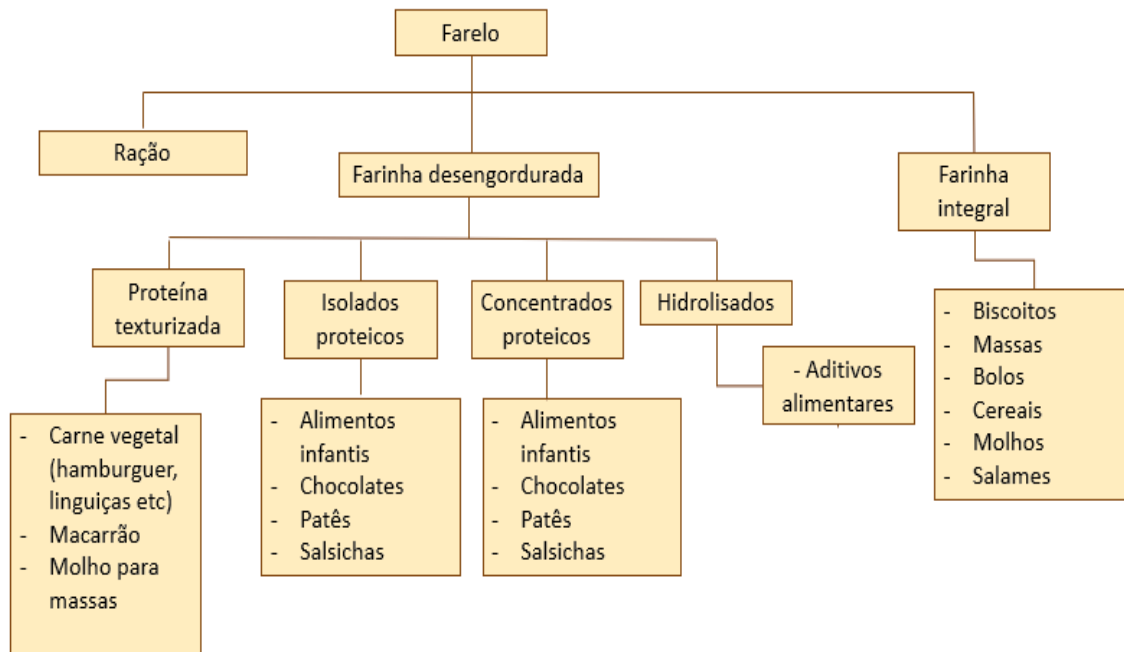 Farelo
Ração
Farinha desengordurada
Farinha
integral
Proteína
texturizada
Isolados
proteicos
Concentrados
proteicos
Hidrolisados
- Carne vegetal
(hamburguer,
linguiças etc)
- Macarrão
- Molho para
massas
- Alimentos
infantis
- Chocolates
- Patês
- Salsichas
- Alimentos
infantis
- Chocolates
- Patês
- Salsichas
- Aditivos
alimentares
- Biscoitos
- Massas
- Bolos
- Cereais
- Molhos
- Salames